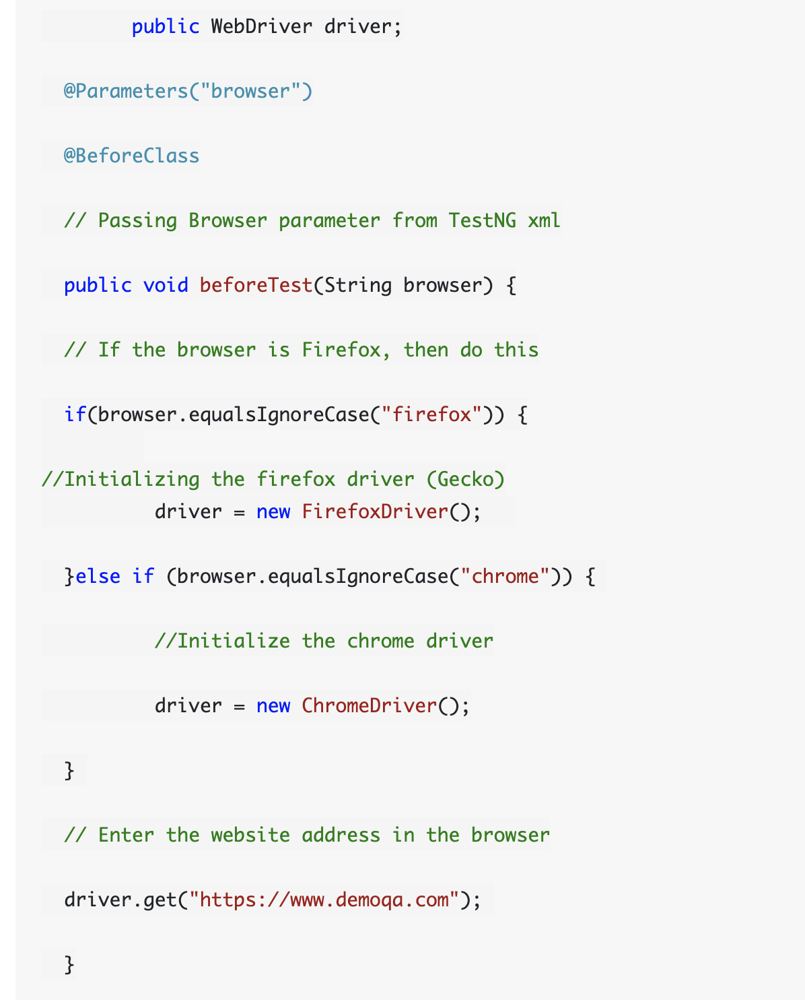 public WebDriver driver;
@Parameters("browser")
@BeforeClass
// Passing Browser parameter from TestNG xml
public void beforeTest(String browser) {
// If the browser is Firefox, then do this
if(browser.equalsIgnoreCase("firefox")) {
//Initializing the firefox driver (Gecko)
driver = new FirefoxDriver();
}else if (browser.equalsIgnoreCase("chrome")) {
//Initialize the chrome driver
driver = new ChromeDriver();
}
// Enter the website address in the browser
driver.get("https://www.demoqa.com");
}